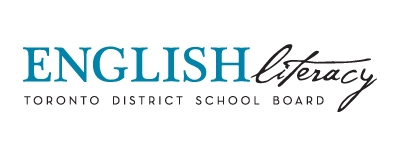 ENGLISH literacy
TORONTO DISTRICT SCHOOL BOARD